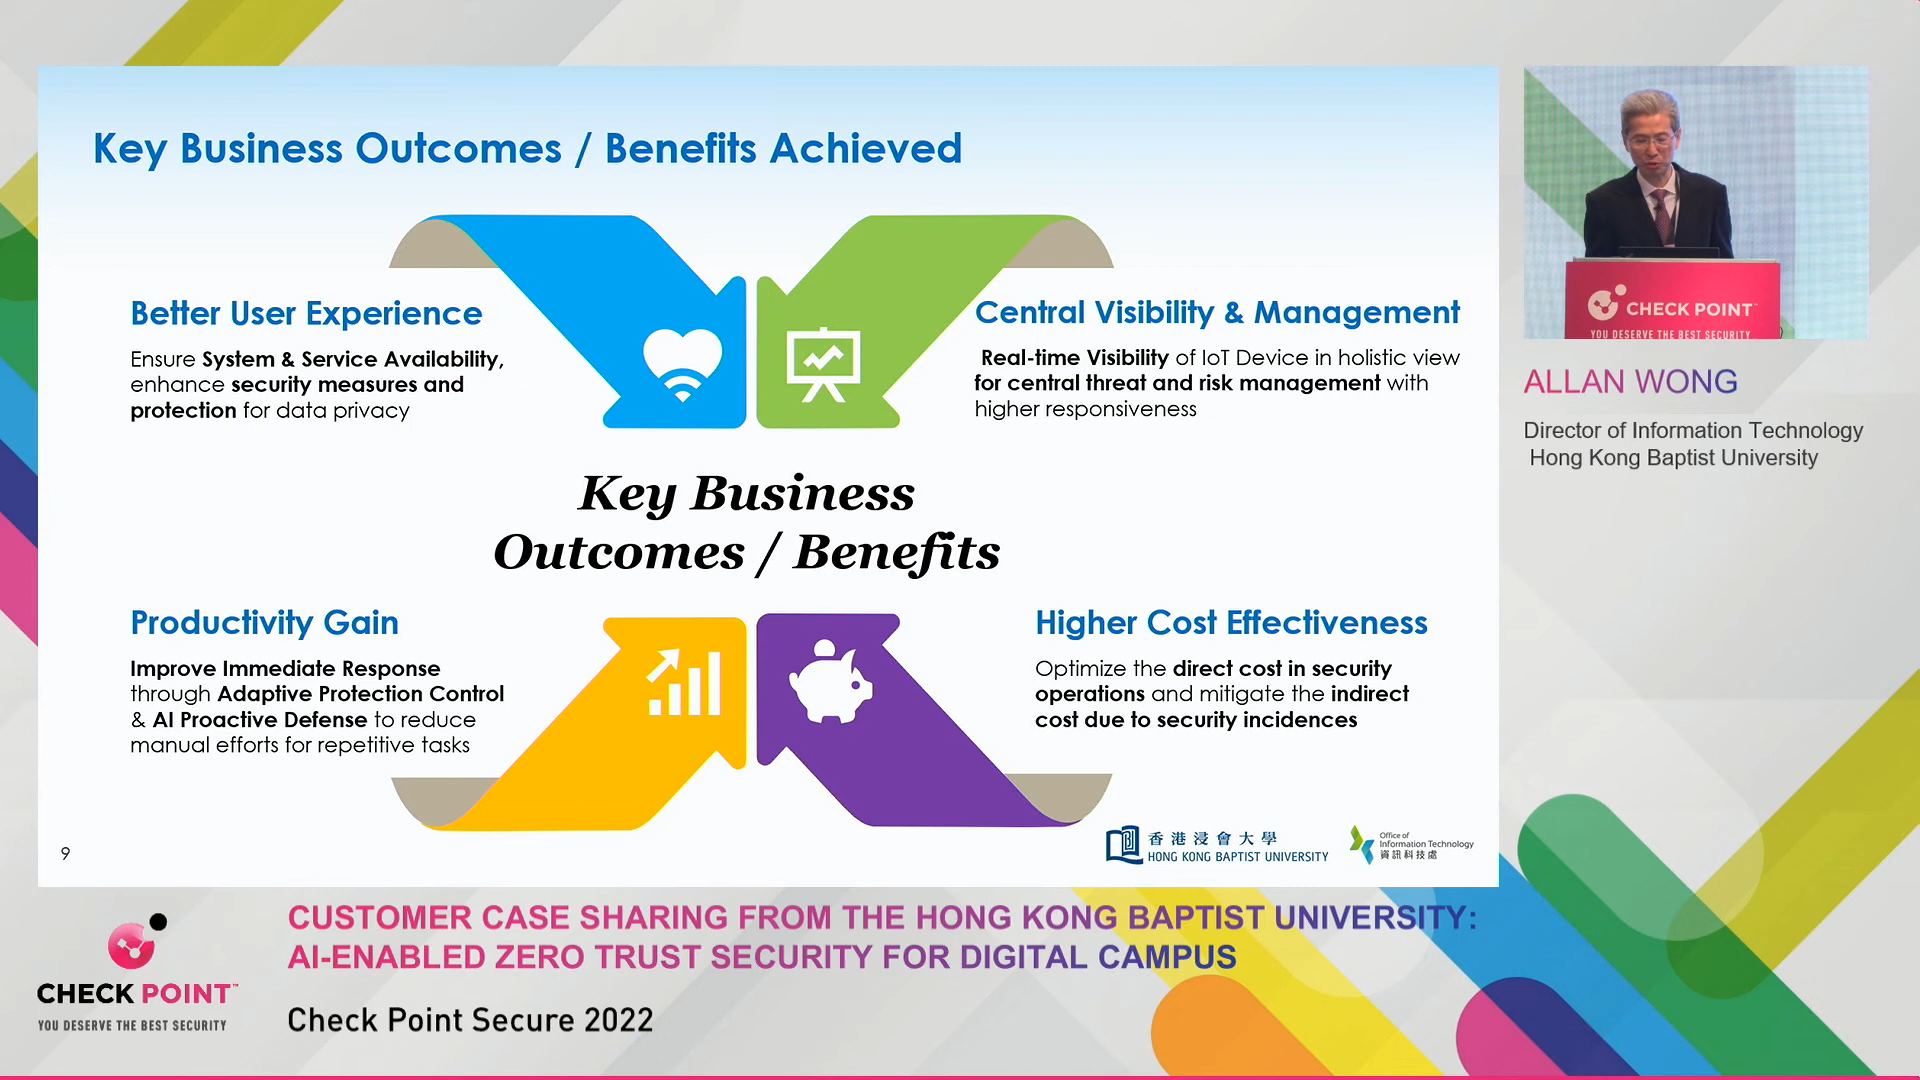 Key Business Outcomes / Benefits Achieved
Better User Experience
Ensure System & Service Availability,
enhance security measures and
protection for data privacy
Central Visibility & Management
Real-time Visibility of IoT Device in holistic view
for central threat and risk management with
higher responsiveness
Key Business
Outcomes / Benefits
Productivity Gain
Improve Immediate Response
through Adaptive Protection Control
& AI Proactive Defense to reduce
manual efforts for repetitive tasks
Higher Cost Effectiveness
Optimize the direct cost in security
operations and mitigate the indirect
cost due to security incidences
9
香港浸會大學
HONG KONG BAPTIST UNIVERSITY
Office of
Information Technology
資訊科技處
CHECK POINT™
YOU DESERVE THE BEST SECURITY
ALLAN WONG
Director of Information Technology
Hong Kong Baptist University
CHECK POINT™
YOU DESERVE THE BEST SECURITY
CUSTOMER CASE SHARING FROM THE HONG KONG BAPTIST UNIVERSITY:
AI-ENABLED ZERO TRUST SECURITY FOR DIGITAL CAMPUS
Check Point Secure 2022